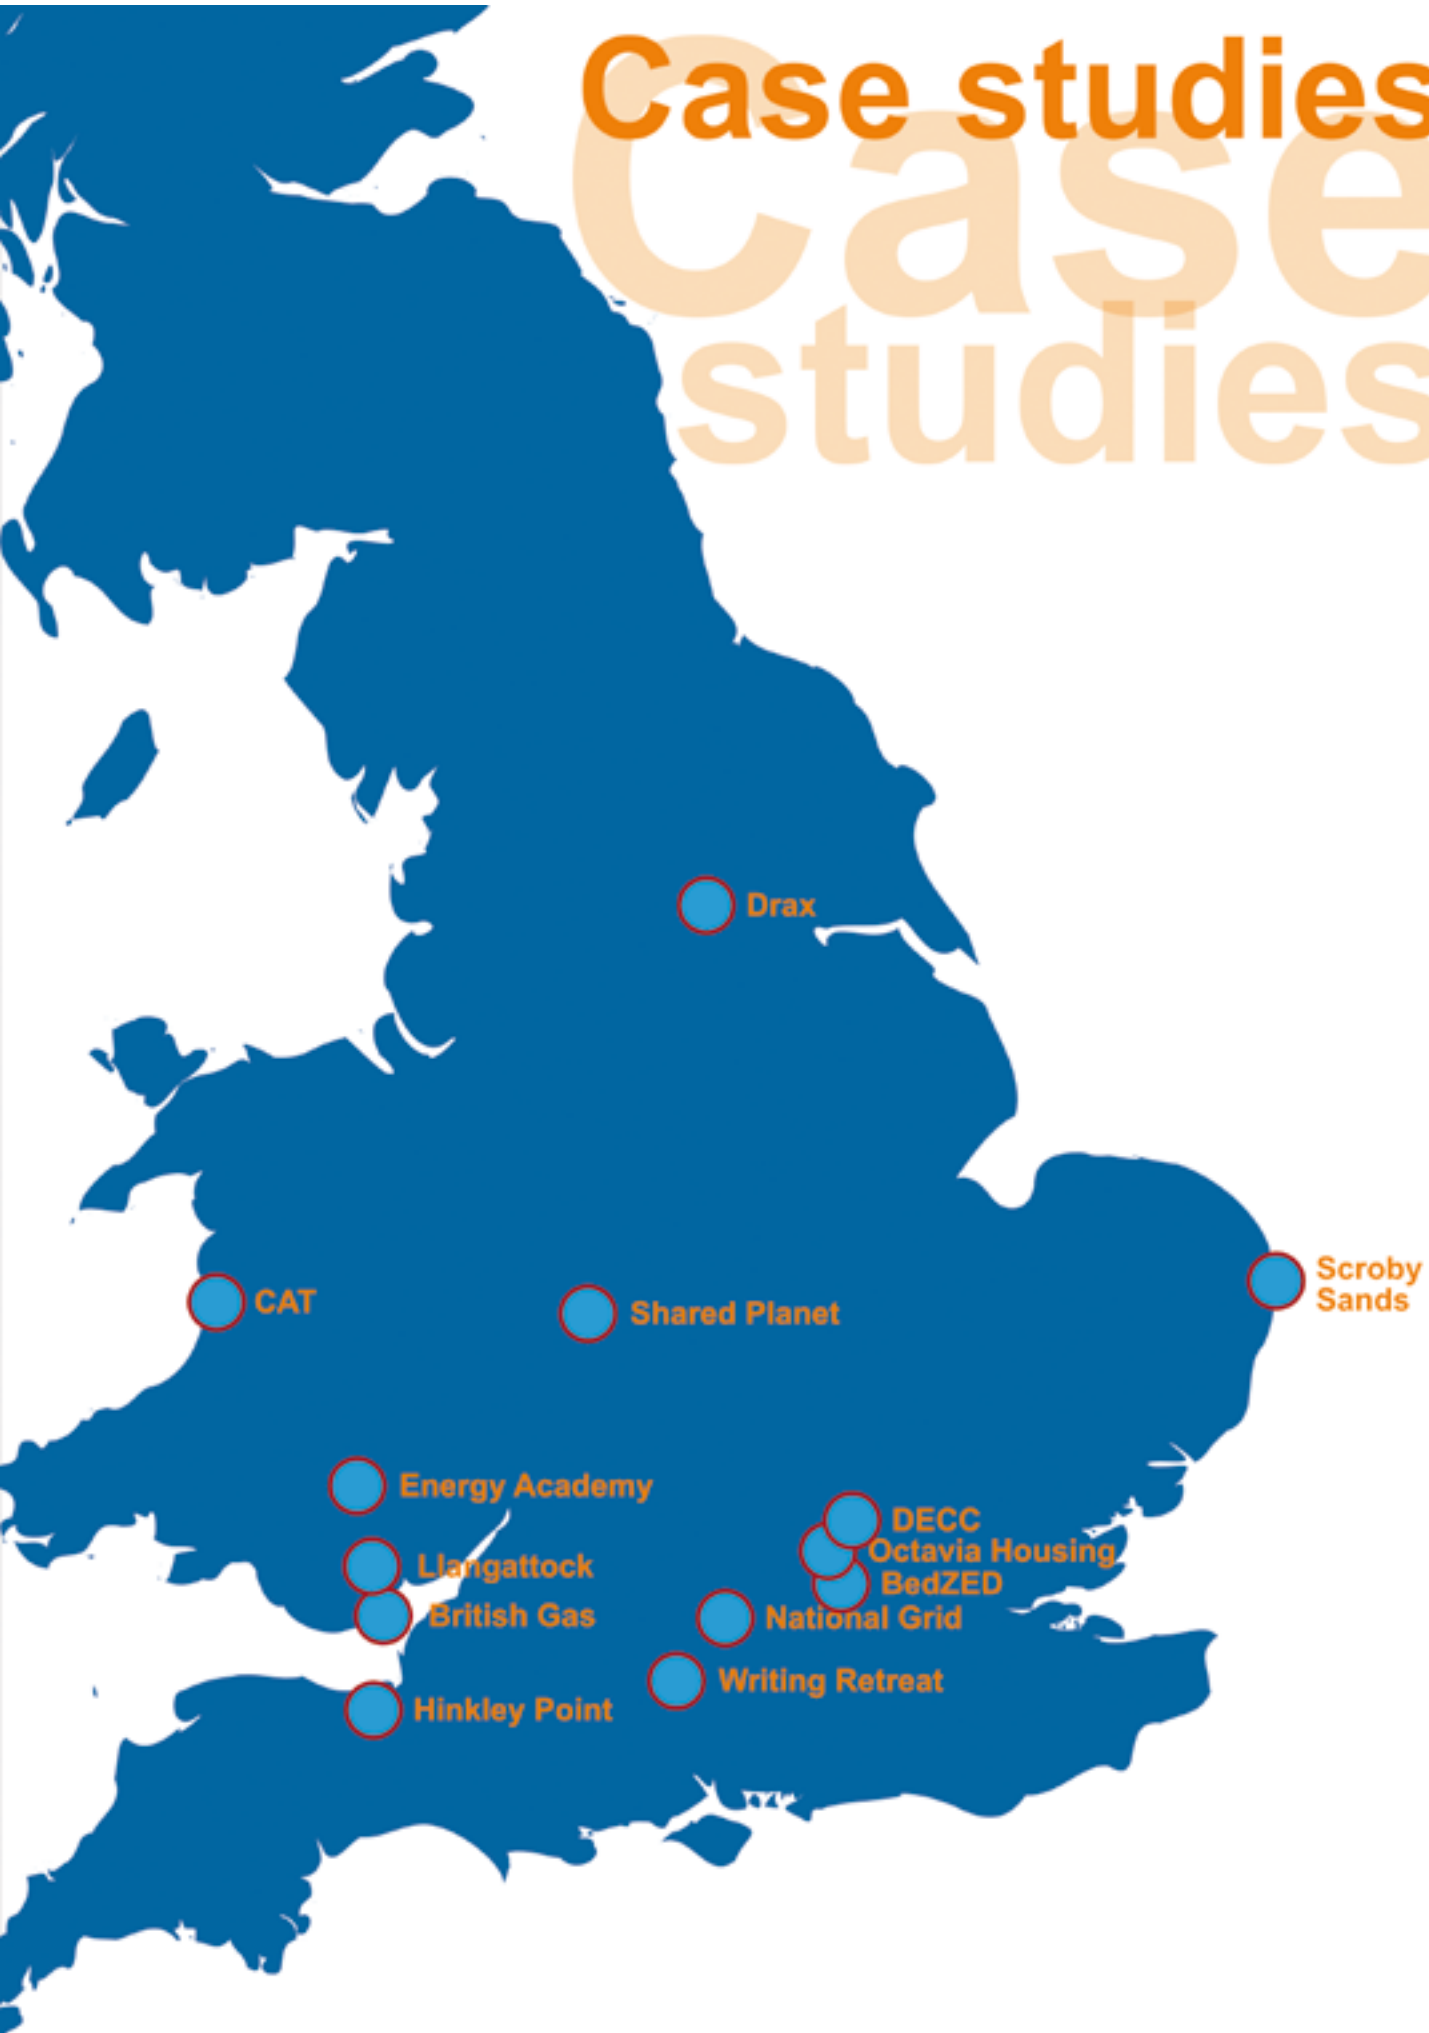 Case studies
Case
studies
Drax
Scroby
Sands
CAT
Shared Planet
Energy Academy
DECC
Octavia Housing
Llangattock
BedZED
British Gas
National Grid
Writing Retreat
Hinkley Point